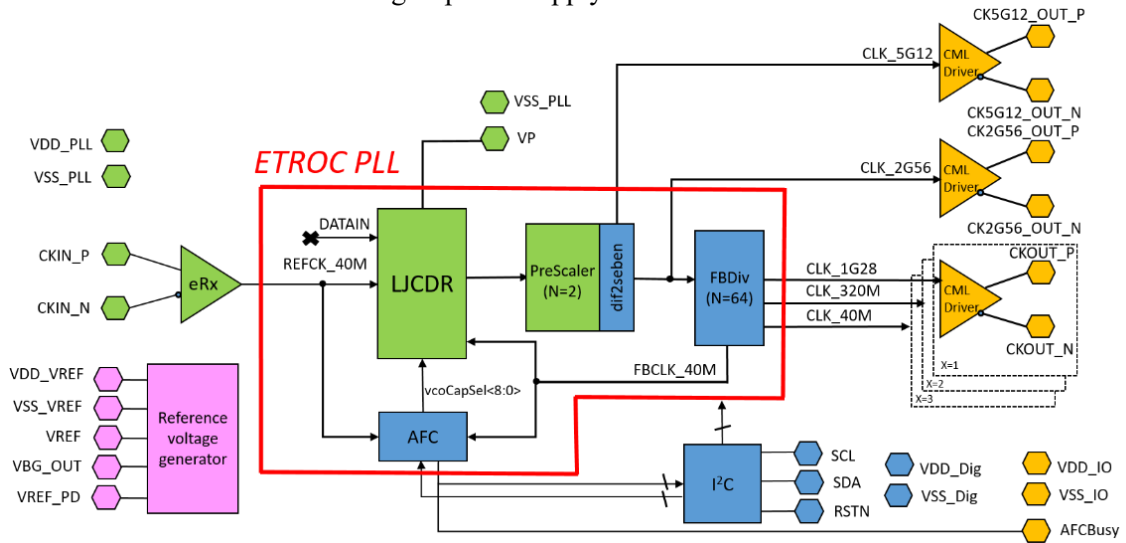 CK5G12_OUT_P
CML
Driver
CLK_5G12
CK5G12_OUT_N
VSS_PLL
VP
VDD_PLL
VSS_PLL
ETROC PLL
CK2G56_OUT_P
CML
Driver
CLK_2G56
CK2G56_OUT_N
DATAIN
CKIN_P
REFCK_40M
eRx
CKIN_N
LJCDR
PreScaler
(N=2)
dif2seben
FBDiv
(N=64)
CLK_1G28
CLK_320M
CLK_40M
CKOUT_P
CML
Driver
CKOUT_N
X=1
X=2
X=3
FBCLK_40M
vcoCapSel<8:0>
AFC
VDD_VREF
VSS_VREF
VREF
VBG_OUT
VREF_PD
Reference
voltage
generator
I²C
SCL
SDA
RSTN
VDD_Dig
VSS_Dig
VDD_IO
VSS_IO
AFCBusy